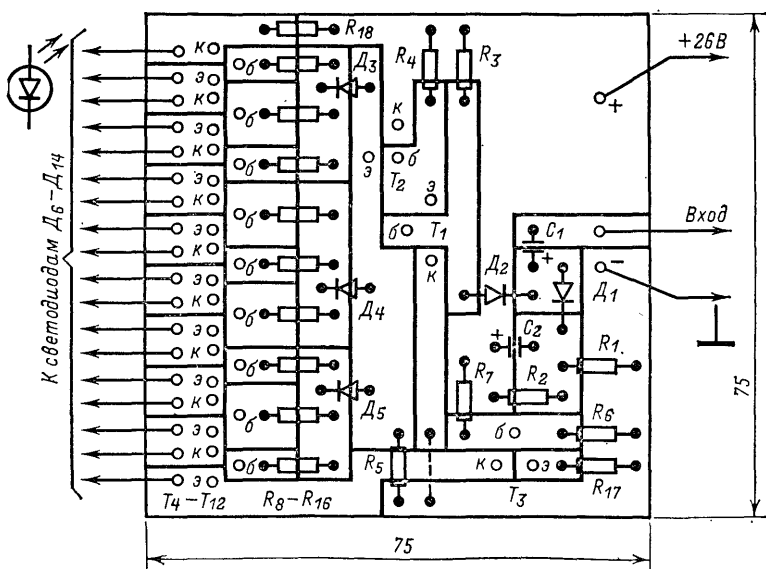 R18
R4
R3
+26В
Д3
+
к
э
к
э
к
э
к
э
к
э
к
э
к
э
к
э
к
э
б
б
б
б
б
б
б
б
б
к
э
б
T2
э
T1
б
к
C1
+
Вход
−
Д2
Д1
Д4
C2
+
R1
R7
R2
Д5
R6
б
R5
к
э
T3
R17
T4−T12
R8−R16
К светодиодам Д6−Д14
75
75